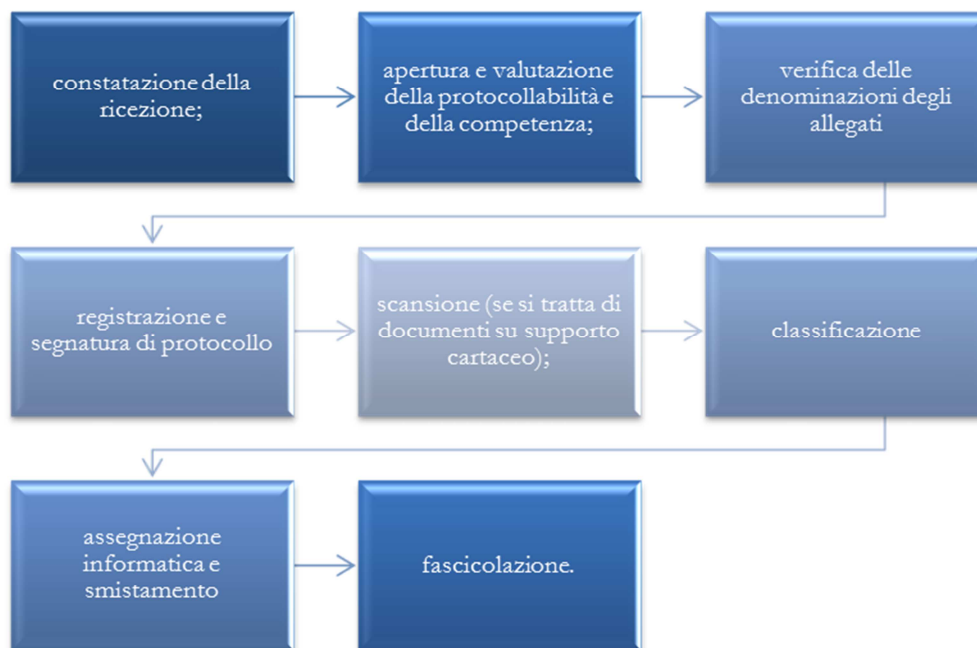 constatazione della
ricezione;
apertura e valutazione
della protocollabilità e
della competenza;
verifica delle
denominazioni degli
allegati
registrazione e
segnatura di protocollo
scansione (se si tratta di
documenti su supporto
cartaceo);
classificazione
assegnazione
informatica e
smistamento
fascicolazione.